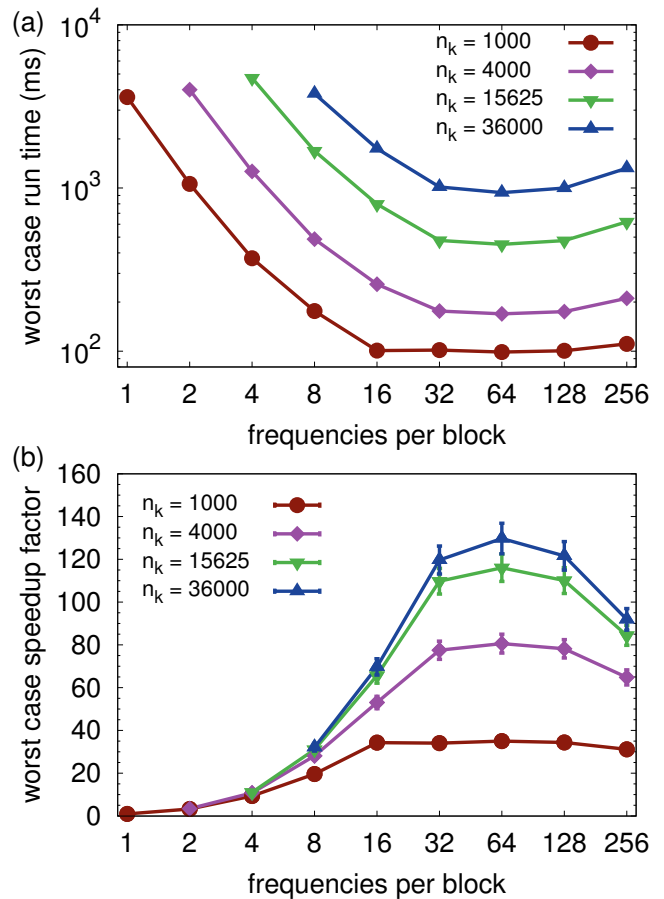 (a)
worst case run time (ms)
10^4
10^3
10^2
n_k = 1000
n_k = 4000
n_k = 15625
n_k = 36000
1 2 4 8 16 32 64 128 256
frequencies per block
(b)
worst case speedup factor
160
140
120
100
80
60
40
20
0
n_k = 1000
n_k = 4000
n_k = 15625
n_k = 36000
1 2 4 8 16 32 64 128 256
frequencies per block